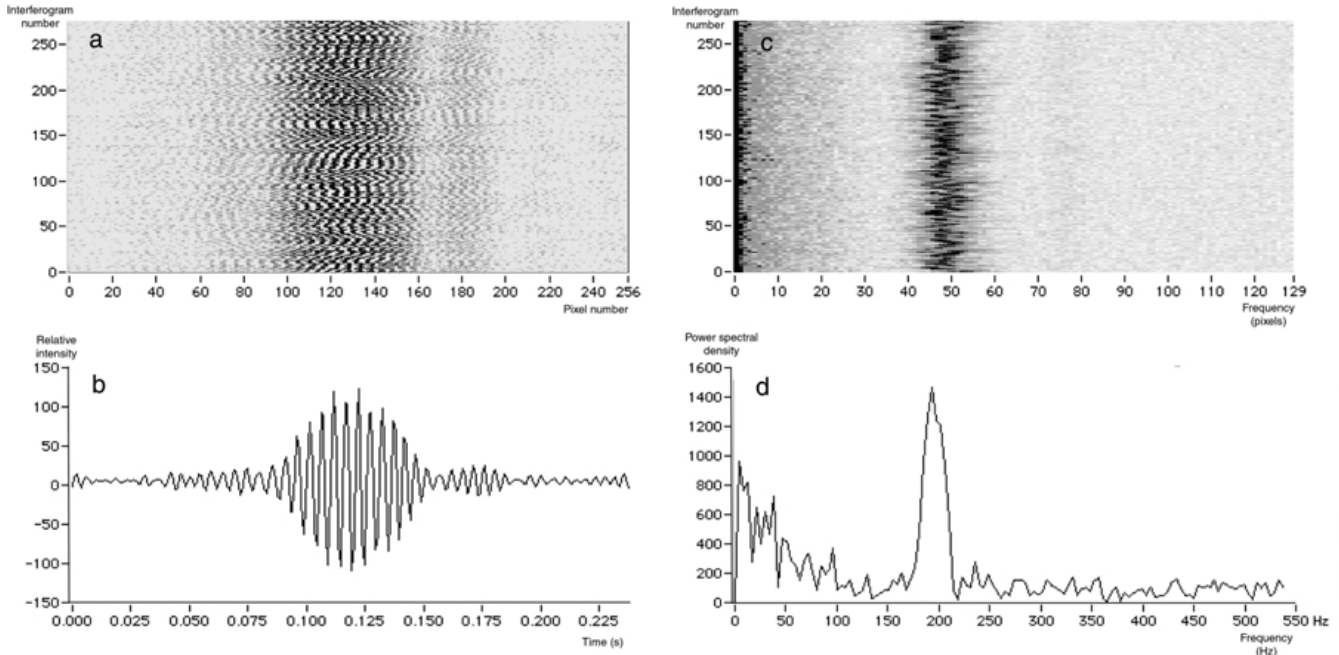 Interferogram
number
a
250
200
150
100
50
0
0 20 40 60 80 100 120 140 160 180 200 220 240 256
Pixel number
Interferogram
number
c
250
200
150
100
50
0
0 10 20 30 40 50 60 70 80 90 100 110 120 129
Frequency
(pixels)
Relative
intensity
b
150
100
50
0
-50
-100
-150
0.000 0.025 0.050 0.075 0.100 0.125 0.150 0.175 0.200 0.225
Time (s)
Power spectral
density
d
1600
1400
1200
1000
800
600
400
200
0
0 50 100 150 200 250 300 350 400 450 500 550 Hz
Frequency
(Hz)